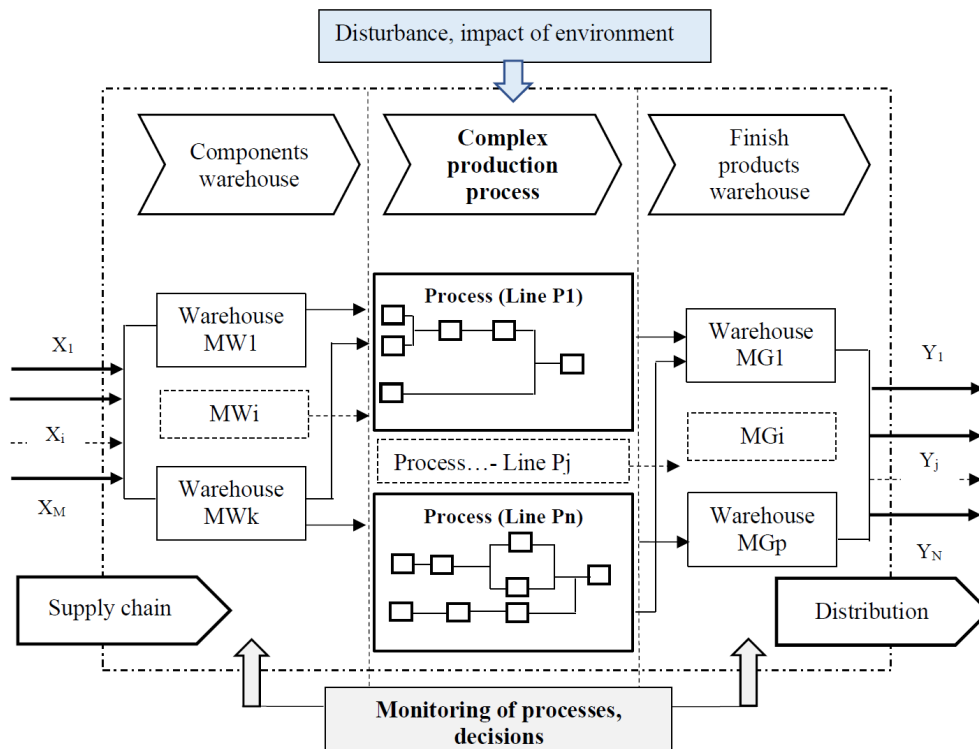 Disturbance, impact of environment
Components
warehouse
Complex
production
process
Finish
products
warehouse
Warehouse
MW1
MWi
Warehouse
MWk
X1
Xi
XM
Process (Line P1)
Process…- Line Pj
Process (Line Pn)
Warehouse
MG1
MGi
Warehouse
MGp
Y1
Yj
YN
Supply chain
Distribution
Monitoring of processes,
decisions